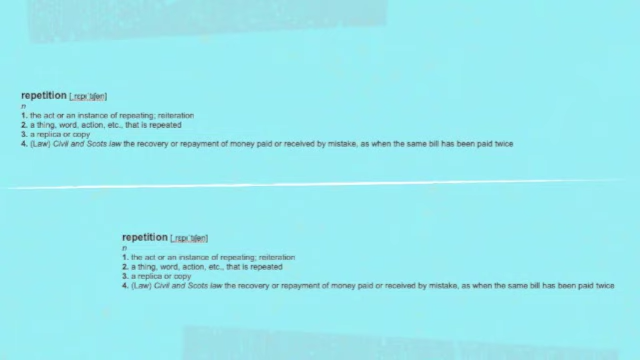 repetition [ˌrɛpɪˈtɪʃən]
n
1. the act or an instance of repeating; reiteration
2. a thing, word, action, etc., that is repeated
3. a replica or copy
4. (Law) Civil and Scots law the recovery or repayment of money paid or received by mistake, as when the same bill has been paid twice
repetition [ˌrɛpɪˈtɪʃən]
n
1. the act or an instance of repeating; reiteration
2. a thing, word, action, etc., that is repeated
3. a replica or copy
4. (Law) Civil and Scots law the recovery or repayment of money paid or received by mistake, as when the same bill has been paid twice